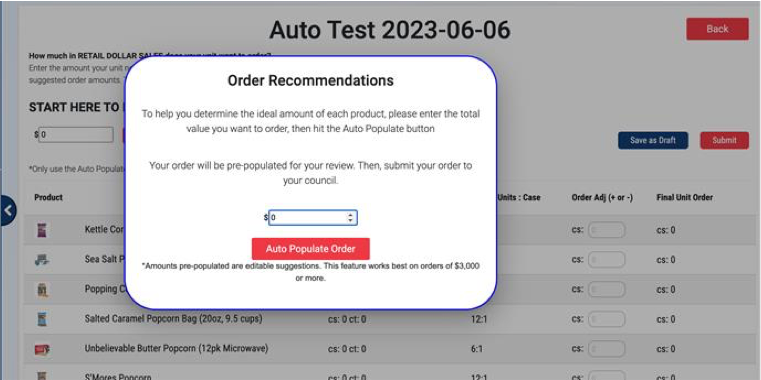 Auto Test 2023-06-06
Back
How much in RETAIL DOLLAR SALES does your unit want to order?
Enter the amount your unit
suggested order amounts.
START HERE TO
$ 0
Save as Draft
Submit
*Only use the Auto Populat
Order Recommendations
To help you determine the ideal amount of each product, please enter the total
value you want to order, then hit the Auto Populate button
Your order will be pre-populated for your review. Then, submit your order to
your council.
$ 0
Auto Populate Order
*Amounts pre-populated are editable suggestions. This feature works best on orders of $3,000
or more.
Product Units : Case Order Adj (+ or -) Final Unit Order
Kettle Cor cs: 0 cs: 0
Sea Salt P cs: 0 cs: 0
Popping C cs: 0 cs: 0
Salted Caramel Popcorn Bag (20oz, 9.5 cups) cs: 0 ct: 0 12:1 cs: 0 cs: 0
Unbelievable Butter Popcorn (12pk Microwave) cs: 0 ct: 0 6:1 cs: 0 cs: 0
S'Mores Popcorn cs: 0 ct: 0 12:1 cs: 0 cs: 0